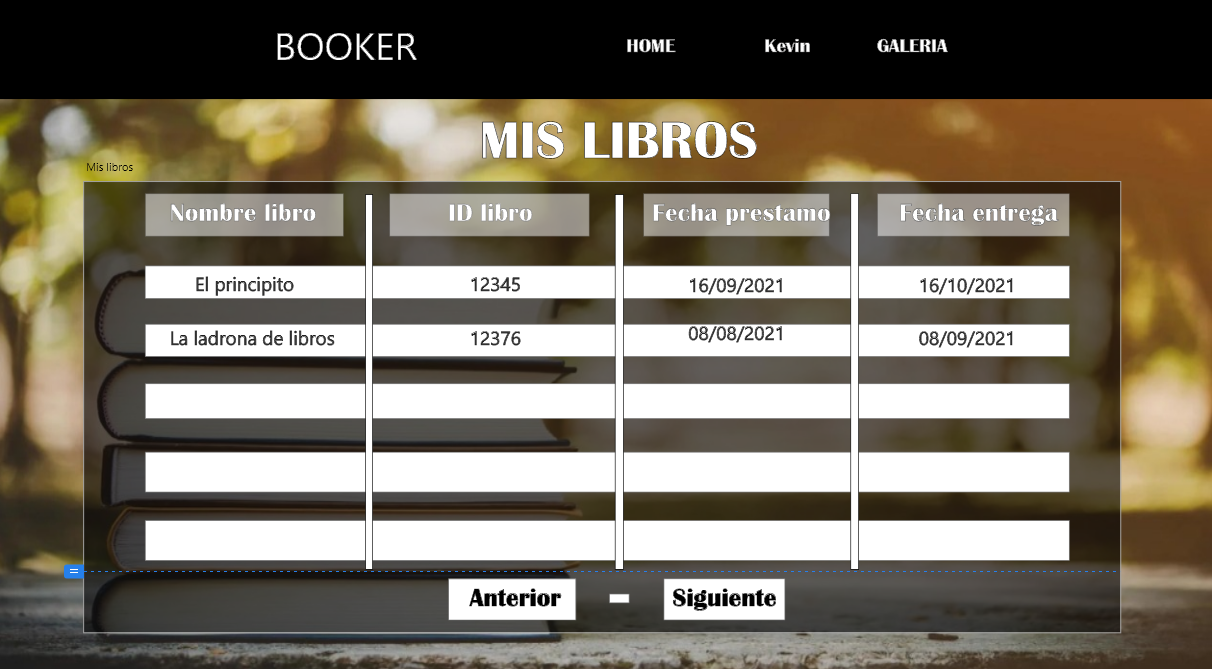 BOOKER HOME Kevin GALERIA
MIS LIBROS
Mis libros
Nombre libro ID libro Fecha prestamo Fecha entrega
El principito 12345 16/09/2021 16/10/2021
La ladrona de libros 12376 08/08/2021 08/09/2021
Anterior - Siguiente